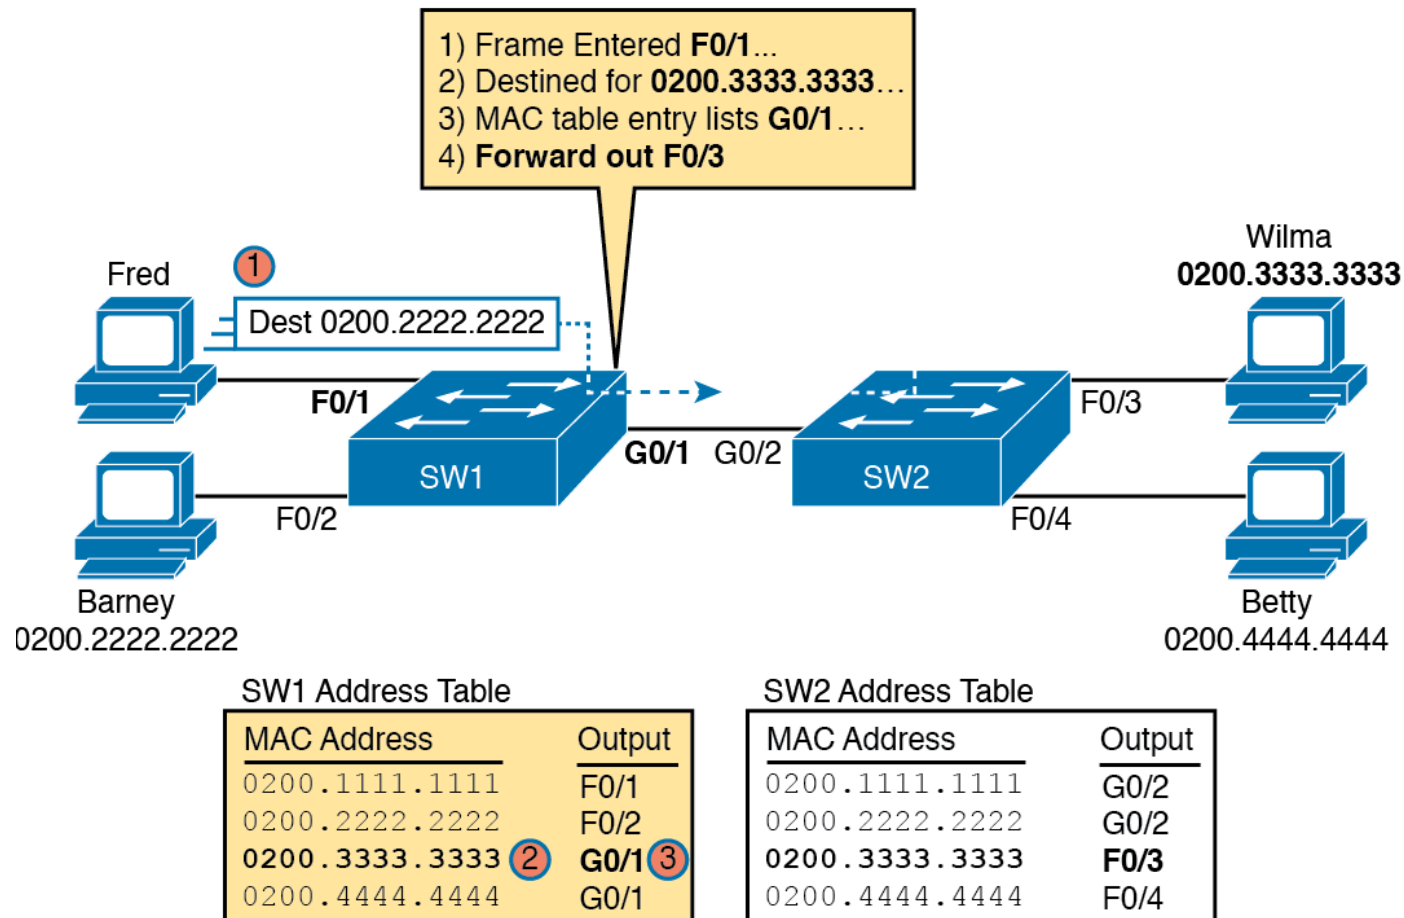 1) Frame Entered F0/1...
2) Destined for 0200.3333.3333...
3) MAC table entry lists G0/1...
4) Forward out F0/3
Wilma
0200.3333.3333
Fred
1
Dest 0200.2222.2222
F0/1
F0/3
G0/1
G0/2
SW1
SW2
F0/2
F0/4
Barney
0200.2222.2222
Betty
0200.4444.4444
SW1 Address Table
MAC Address Output
0200.1111.1111 F0/1
0200.2222.2222 F0/2
0200.3333.3333 2 G0/1 3
0200.4444.4444 G0/1
SW2 Address Table
MAC Address Output
0200.1111.1111 G0/2
0200.2222.2222 G0/2
0200.3333.3333 F0/3
0200.4444.4444 F0/4